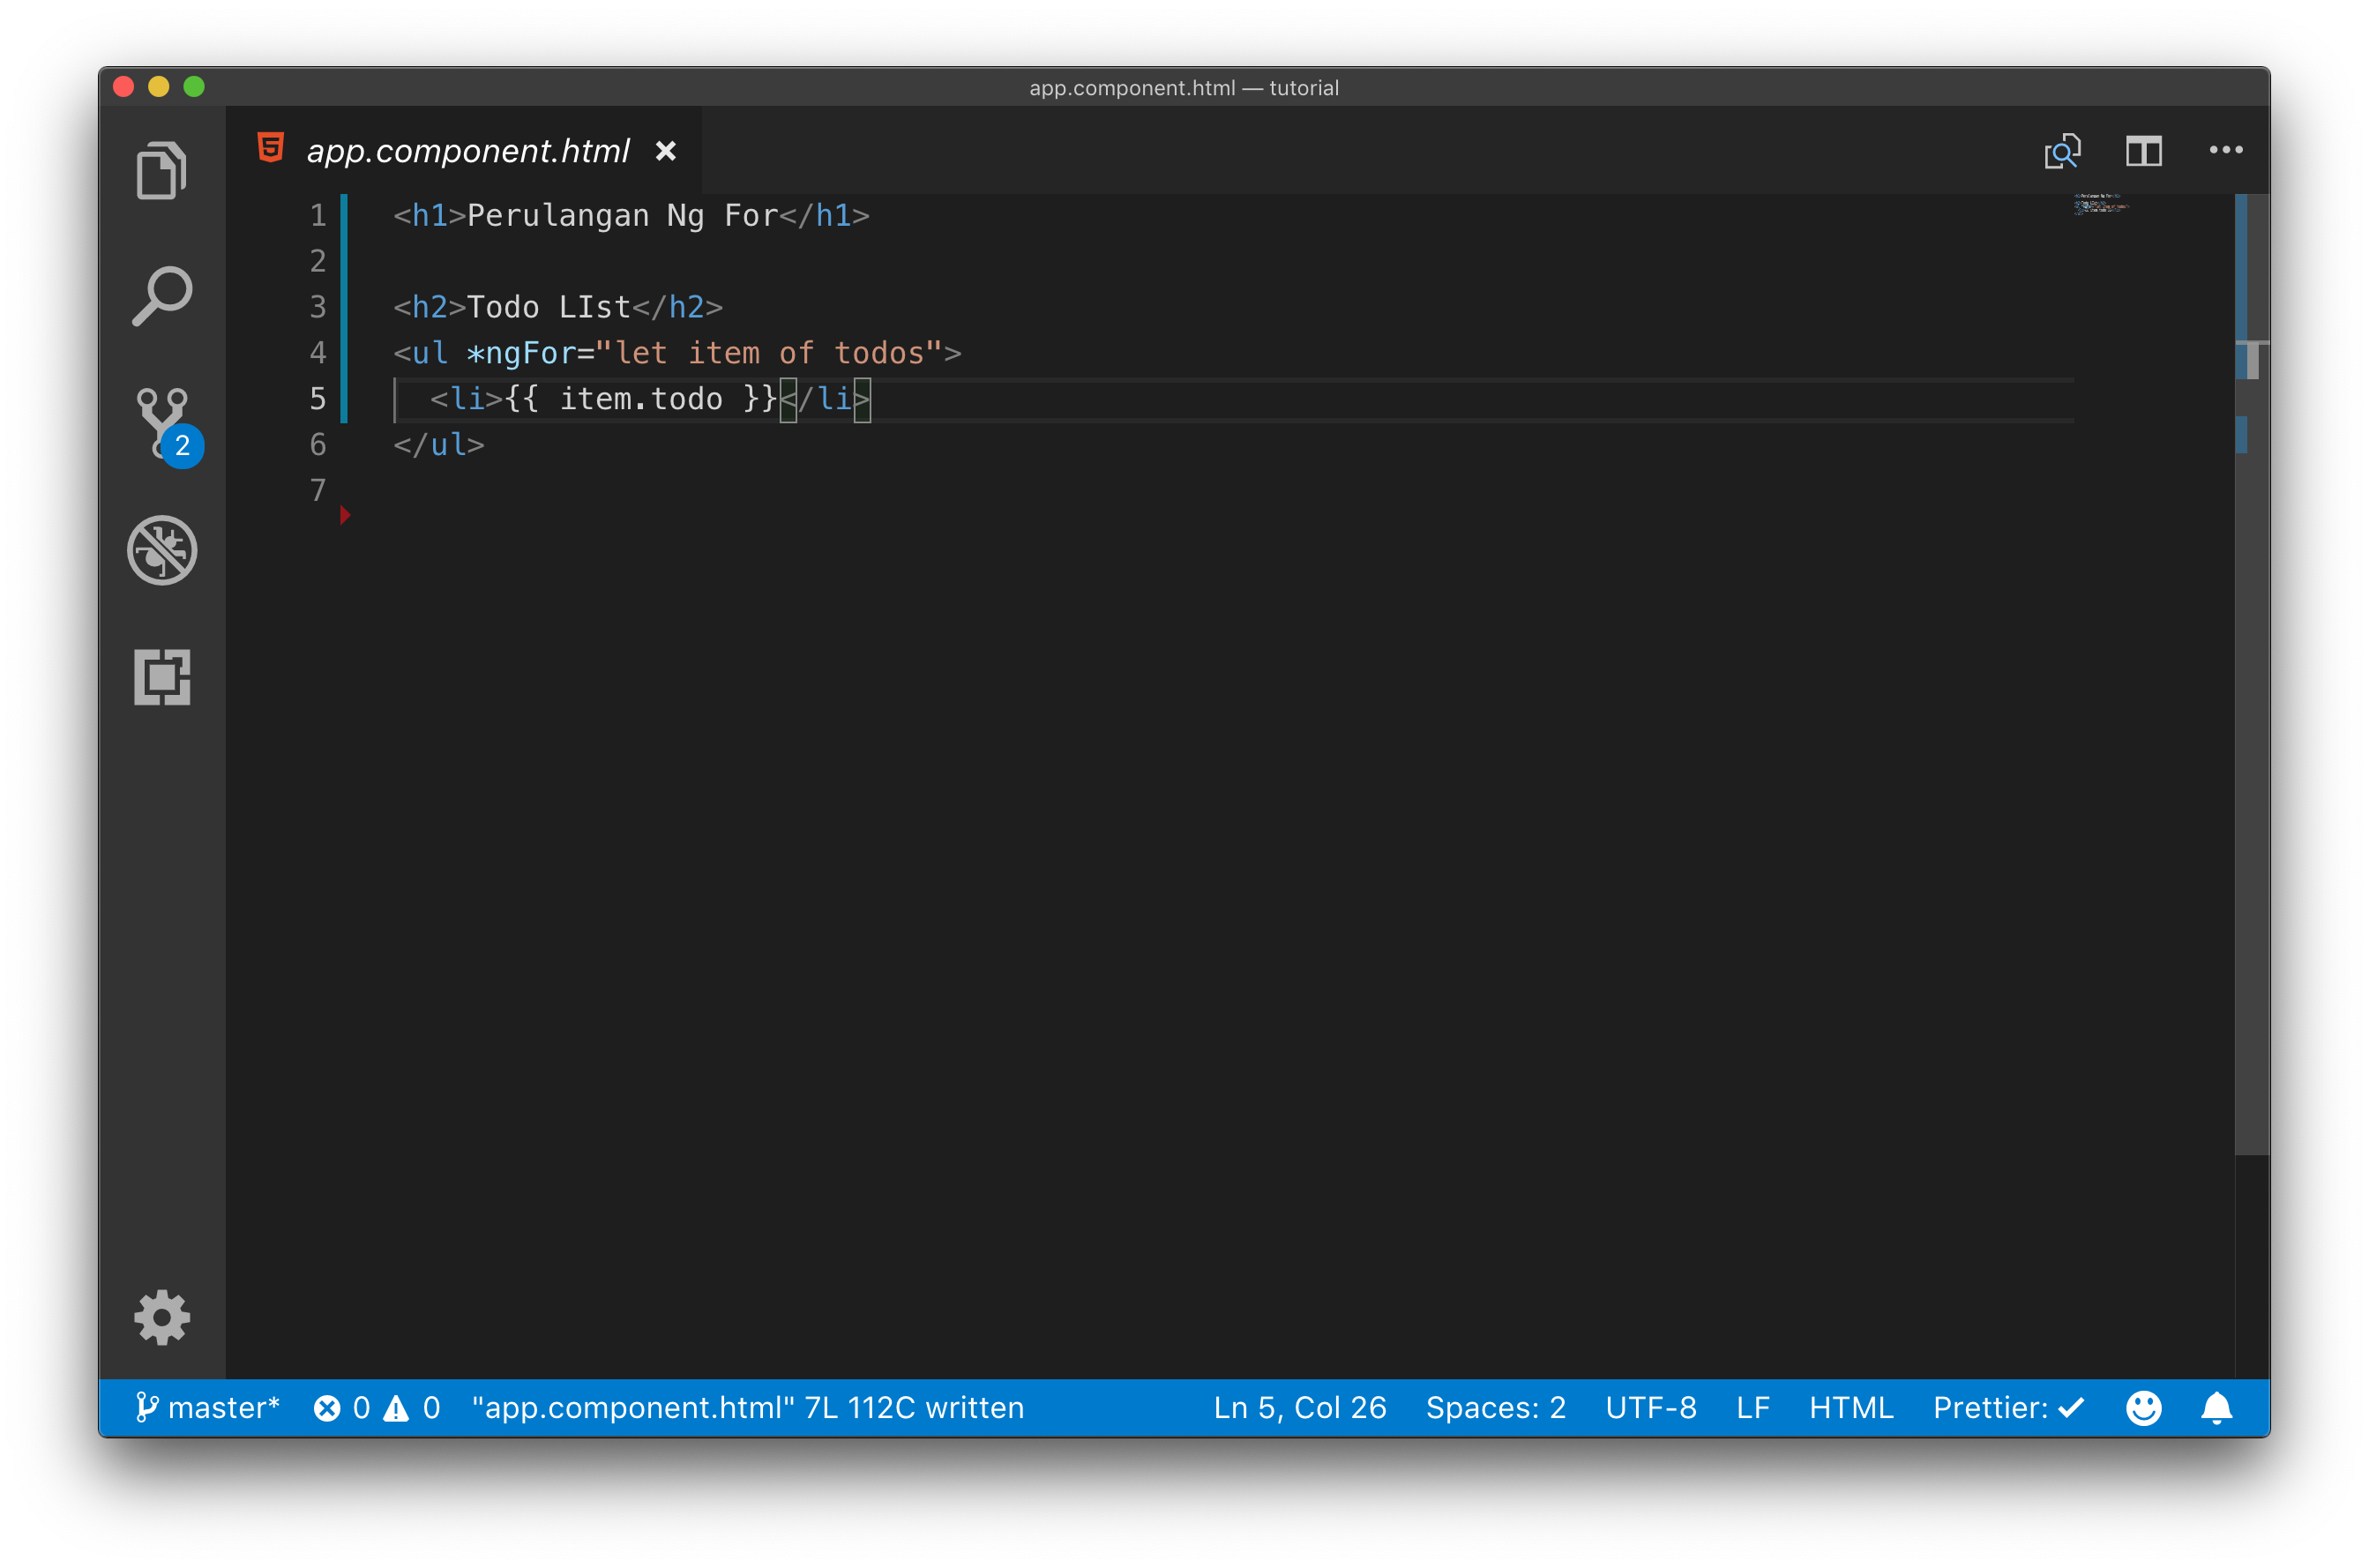 app.component.html — tutorial
app.component.html
1 <h1>Perulangan Ng For</h1>
2
3 <h2>Todo LIst</h2>
4 <ul *ngFor="let item of todos">
5 <li>{{ item.todo }}</li>
6 </ul>
7
2
master* 0 0 "app.component.html" 7L 112C written Ln 5, Col 26 Spaces: 2 UTF-8 LF HTML Prettier: ✓